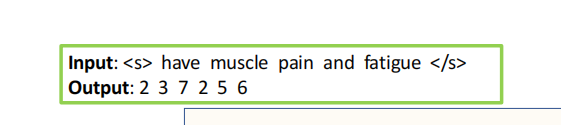 Input: <s> have muscle pain and fatigue </s>
Output: 2 3 7 2 5 6